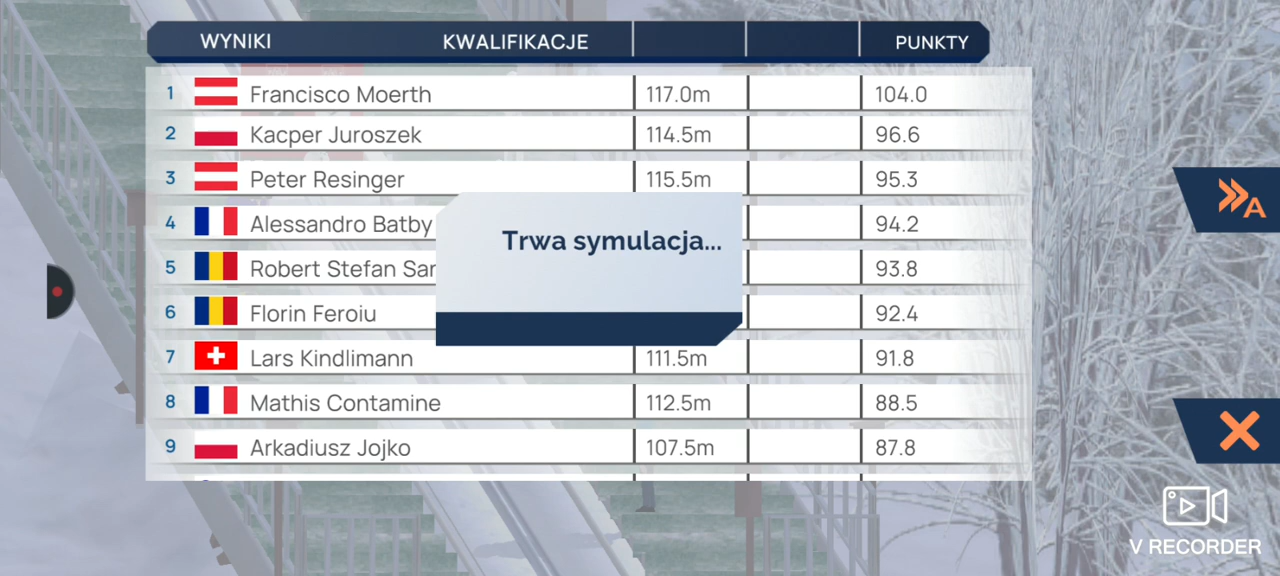 WYNIKI KWALIFIKACJE PUNKTY
1 Francisco Moerth 117.0m 104.0
2 Kacper Juroszek 114.5m 96.6
3 Peter Resinger 115.5m 95.3
4 Alessandro Batby 94.2
Trwa symulacja...
5 Robert Stefan 93.8
6 Florin Feroiu 92.4
7 Lars Kindlimann 111.5m 91.8
8 Mathis Contamine 112.5m 88.5
9 Arkadiusz Jojko 107.5m 87.8
A
V RECORDER